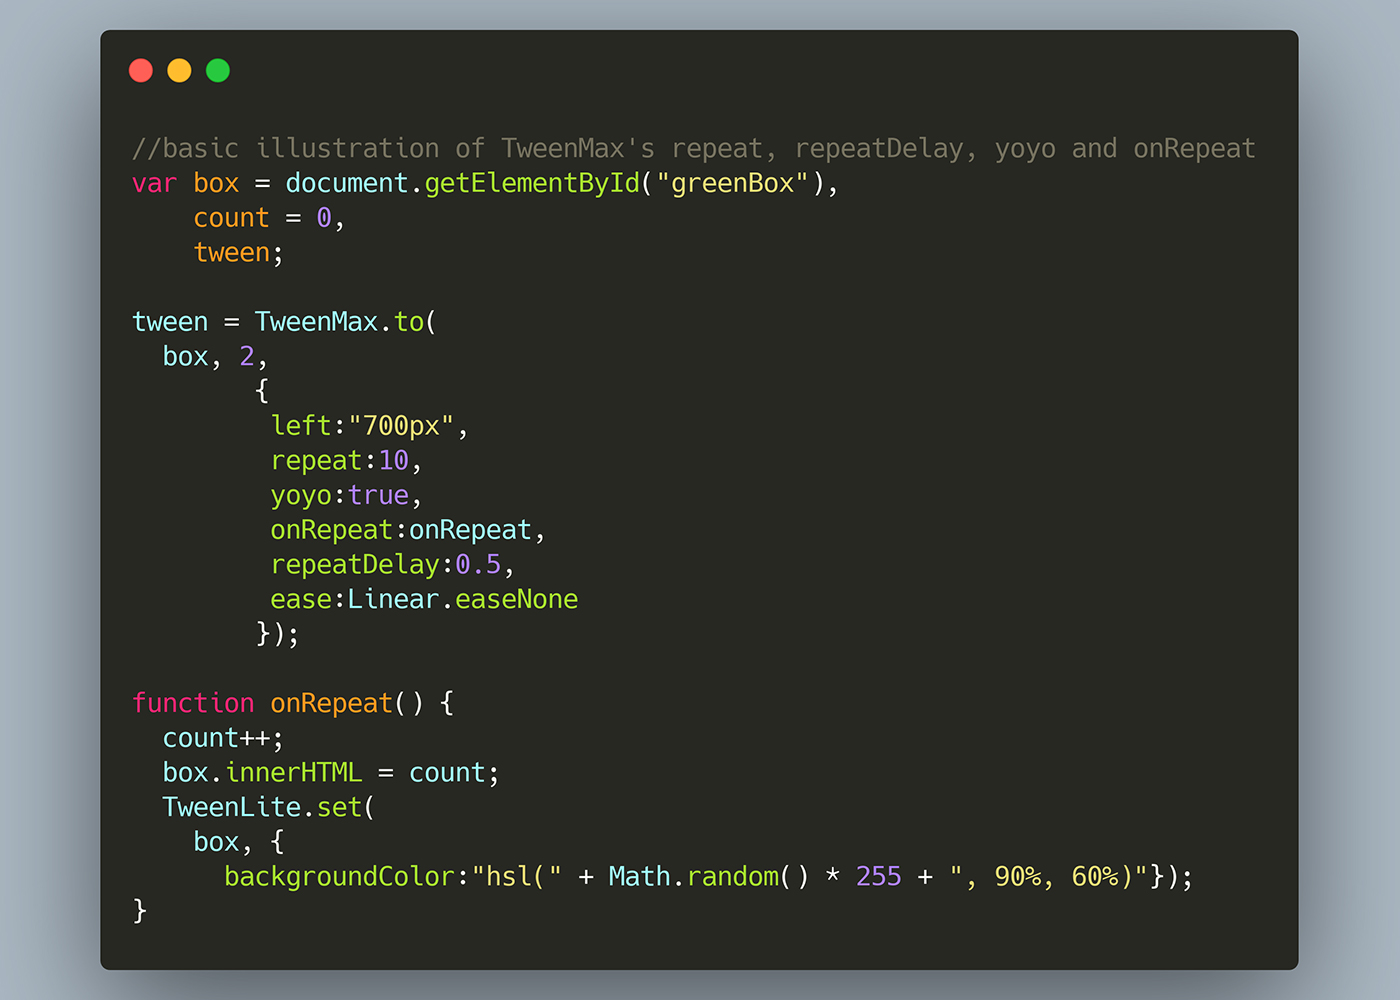 //basic illustration of TweenMax's repeat, repeatDelay, yoyo and onRepeat
var box = document.getElementById("greenBox"),
    count = 0,
    tween;

tween = TweenMax.to(
  box, 2,
        {
         left:"700px",
         repeat:10,
         yoyo:true,
         onRepeat:onRepeat,
         repeatDelay:0.5,
         ease:Linear.easeNone
        });

function onRepeat() {
  count++;
  box.innerHTML = count;
  TweenLite.set(
    box, {
      backgroundColor:"hsl(" + Math.random() * 255 + ", 90%, 60%)"});
}